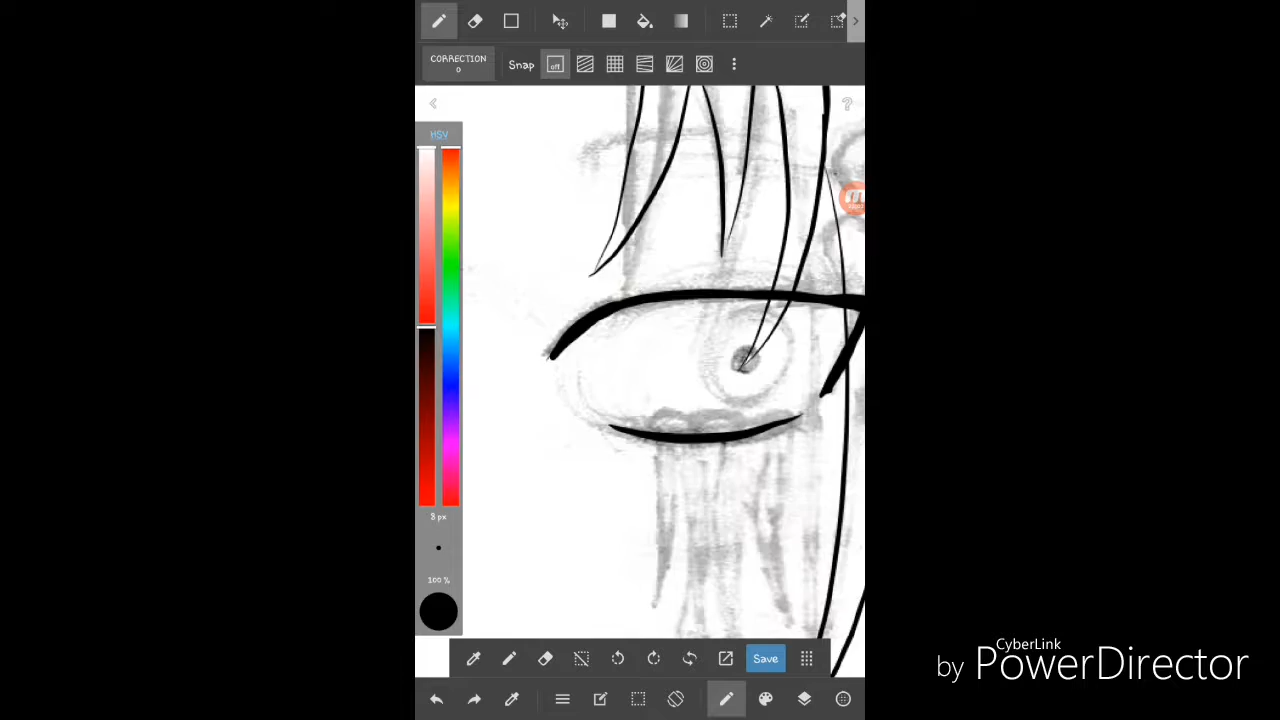 CORRECTION
0
Snap
off
?
HSV
8 px
100 %
Save
CyberLink
by PowerDirector